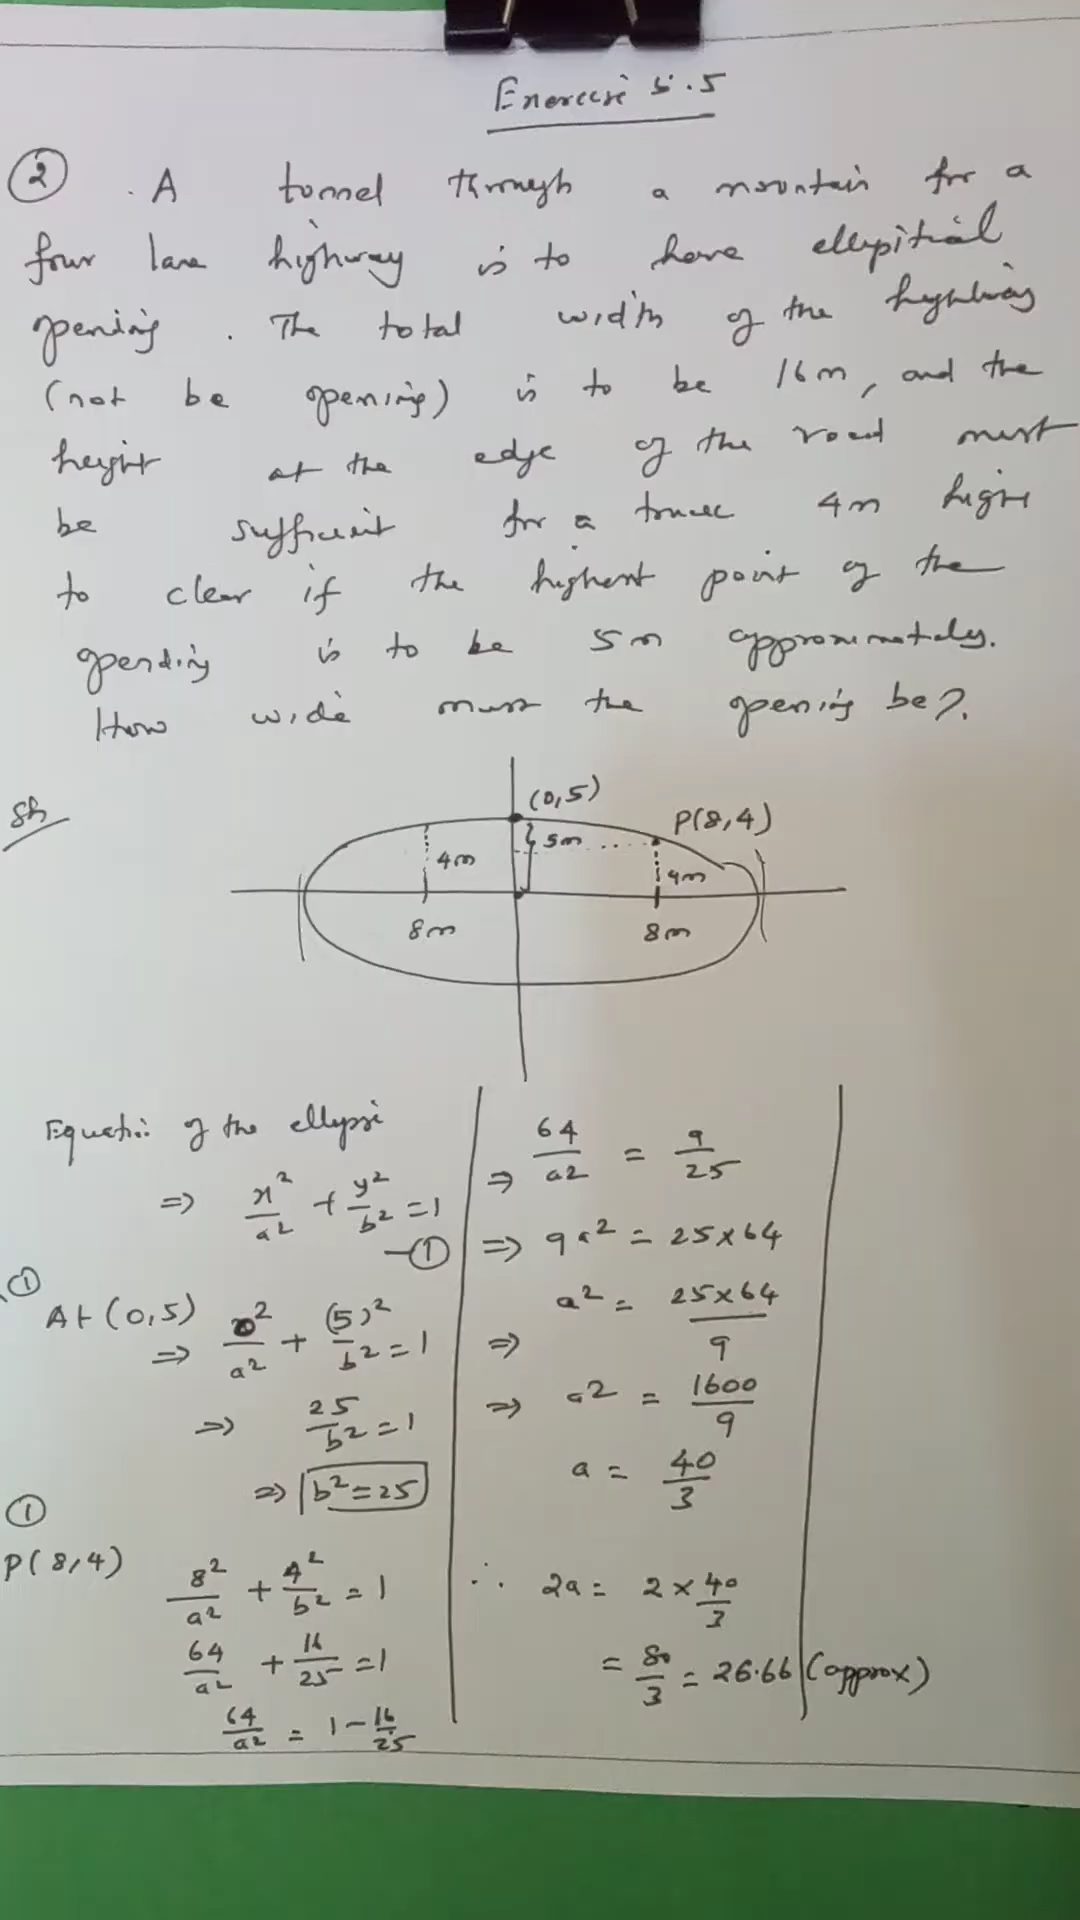 Exercise 5.5
② . A tunnel through a mountain for a
four lane highway is to have ellepitical
opening . The total width of the highway
(not be opening) is to be 16m, and the
height at the edge of the road must
be sufficient for a truck 4m high
to clear if the highest point of the
opening is to be 5m approximately.
How wide must the opening be?.
Sh
(0,5)
P(8,4)
5m
4m
4m
8m
8m
Equation of the ellipse
⇒ x²/a² + y²/b² = 1
—①
①
At (0,5)
⇒ 0²/a² + (5)²/b² = 1
⇒ 25/b² = 1
⇒ b² = 25
①
P(8,4)
8²/a² + 4²/b² = 1
64/a² + 16/25 = 1
64/a² = 1 - 16/25
⇒ 64/a² = 9/25
⇒ 9a² = 25×64
⇒ a² = 25×64/9
⇒ a² = 1600/9
a = 40/3
∴ 2a = 2 × 40/3
= 80/3 = 26.66 (approx)